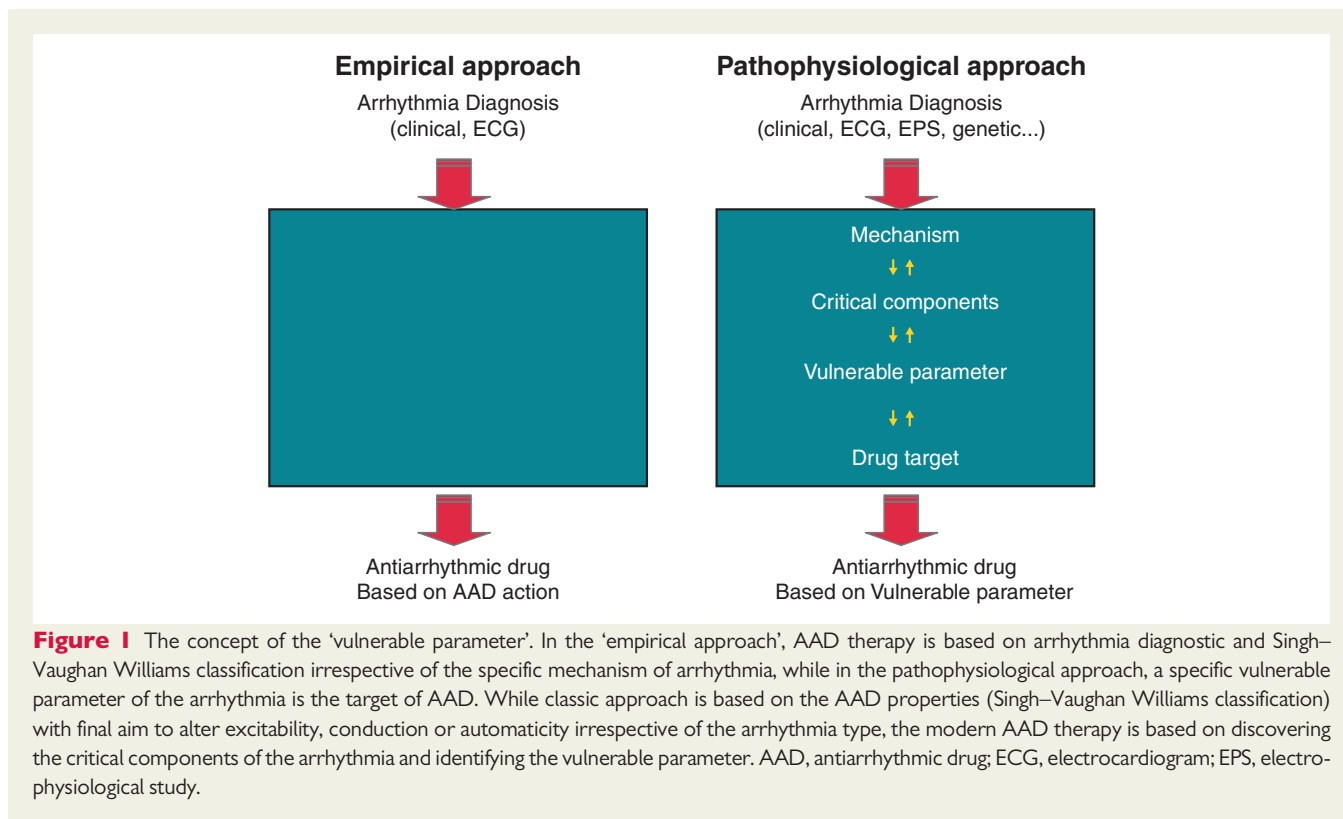 Empirical approach
Arrhythmia Diagnosis
(clinical, ECG)
Antiarrhythmic drug
Based on AAD action
Pathophysiological approach
Arrhythmia Diagnosis
(clinical, ECG, EPS, genetic...)
Mechanism
Critical components
Vulnerable parameter
Drug target
Antiarrhythmic drug
Based on Vulnerable parameter
Figure 1 The concept of the ‘vulnerable parameter’. In the ‘empirical approach’, AAD therapy is based on arrhythmia diagnostic and Singh–
Vaughan Williams classification irrespective of the specific mechanism of arrhythmia, while in the pathophysiological approach, a specific vulnerable
parameter of the arrhythmia is the target of AAD. While classic approach is based on the AAD properties (Singh–Vaughan Williams classification)
with final aim to alter excitability, conduction or automaticity irrespective of the arrhythmia type, the modern AAD therapy is based on discovering
the critical components of the arrhythmia and identifying the vulnerable parameter. AAD, antiarrhythmic drug; ECG, electrocardiogram; EPS, electro-
physiological study.